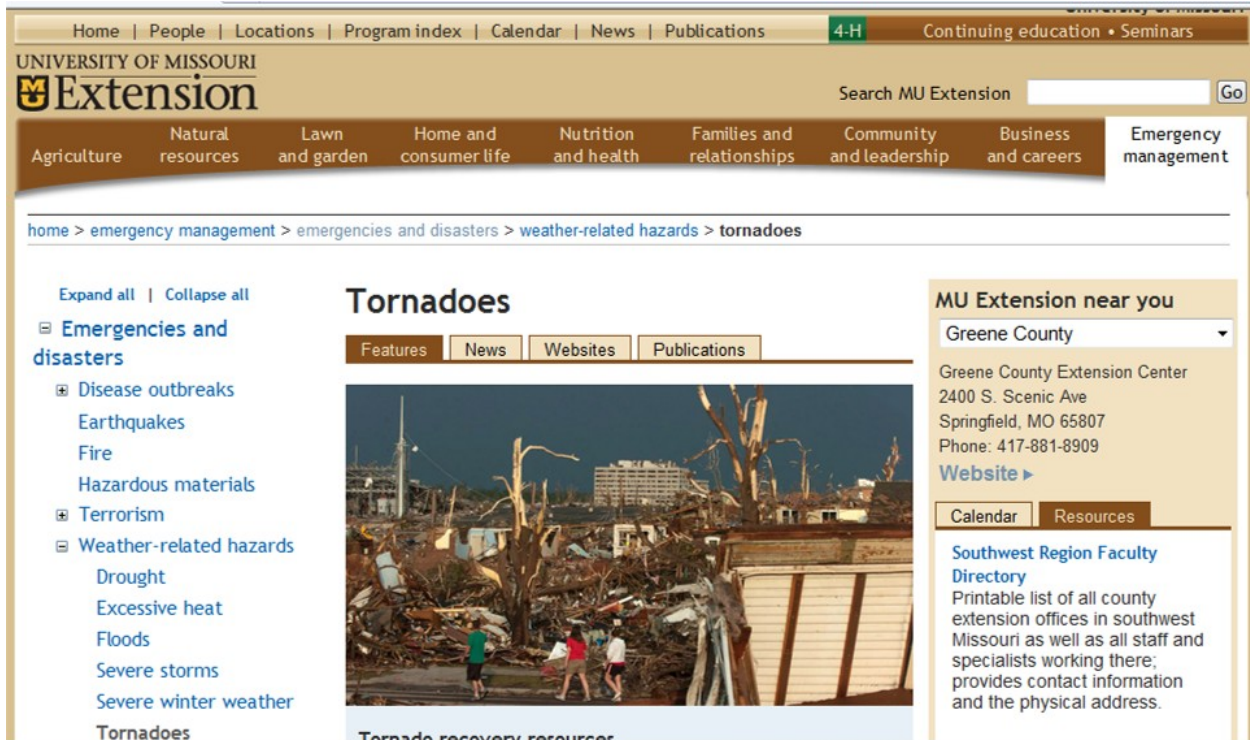 Home | People | Locations | Program index | Calendar | News | Publications
4-H
Continuing education • Seminars
UNIVERSITY OF MISSOURI
Extension
Search MU Extension
Go
Agriculture
Natural
resources
Lawn
and garden
Home and
consumer life
Nutrition
and health
Families and
relationships
Community
and leadership
Business
and careers
Emergency
management
home > emergency management > emergencies and disasters > weather-related hazards > tornadoes
Expand all | Collapse all
Emergencies and
disasters
Disease outbreaks
Earthquakes
Fire
Hazardous materials
Terrorism
Weather-related hazards
Drought
Excessive heat
Floods
Severe storms
Severe winter weather
Tornadoes
Tornadoes
Features
News
Websites
Publications
Tornado recovery resources
MU Extension near you
Greene County
Greene County Extension Center
2400 S. Scenic Ave
Springfield, MO 65807
Phone: 417-881-8909
Website ▸
Calendar
Resources
Southwest Region Faculty
Directory
Printable list of all county
extension offices in southwest
Missouri as well as all staff and
specialists working there;
provides contact information
and the physical address.